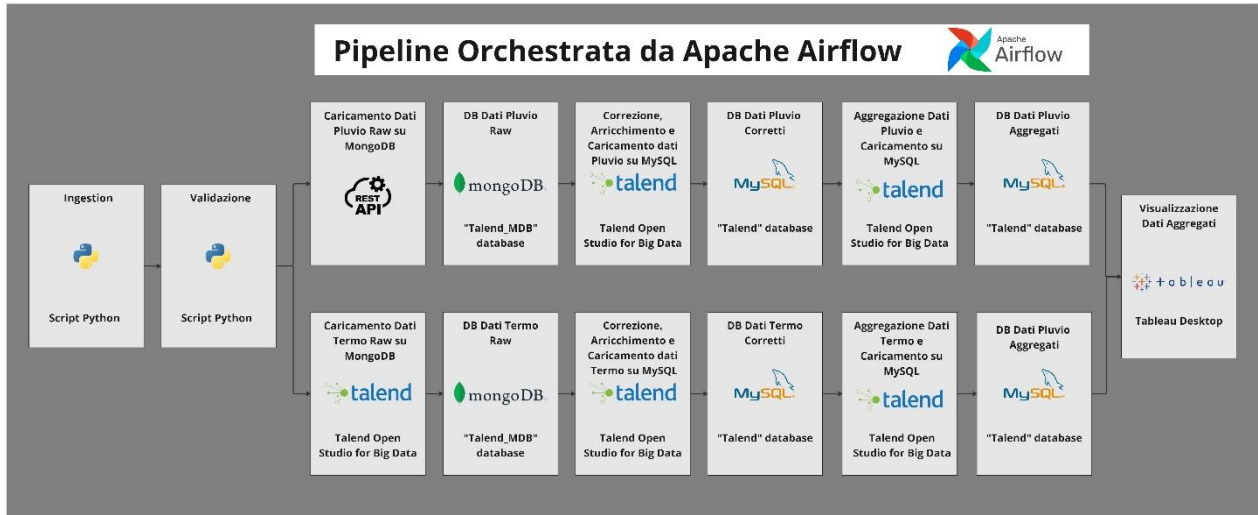 Pipeline Orchestrata da Apache Airflow
Apache
Airflow
Ingestion
Script Python
Validazione
Script Python
Caricamento Dati
Pluvio Raw su
MongoDB
REST
API
DB Dati Pluvio
Raw
mongoDB
"Talend_MDB"
database
Correzione,
Arricchimento e
Caricamento dati
Pluvio su MySQL
talend
Talend Open
Studio for Big Data
DB Dati Pluvio
Corretti
MySQL
"Talend" database
Aggregazione Dati
Pluvio e
Caricamento su
MySQL
talend
Talend Open
Studio for Big Data
DB Dati Pluvio
Aggregati
MySQL
"Talend" database
Caricamento Dati
Termo Raw su
MongoDB
talend
Talend Open
Studio for Big Data
DB Dati Termo
Raw
mongoDB
"Talend_MDB"
database
Correzione,
Arricchimento e
Caricamento dati
Termo su MySQL
talend
Talend Open
Studio for Big Data
DB Dati Termo
Corretti
MySQL
"Talend" database
Aggregazione Dati
Termo e
Caricamento su
MySQL
talend
Talend Open
Studio for Big Data
DB Dati Pluvio
Aggregati
MySQL
"Talend" database
Visualizzazione
Dati Aggregati
+ableau
Tableau Desktop